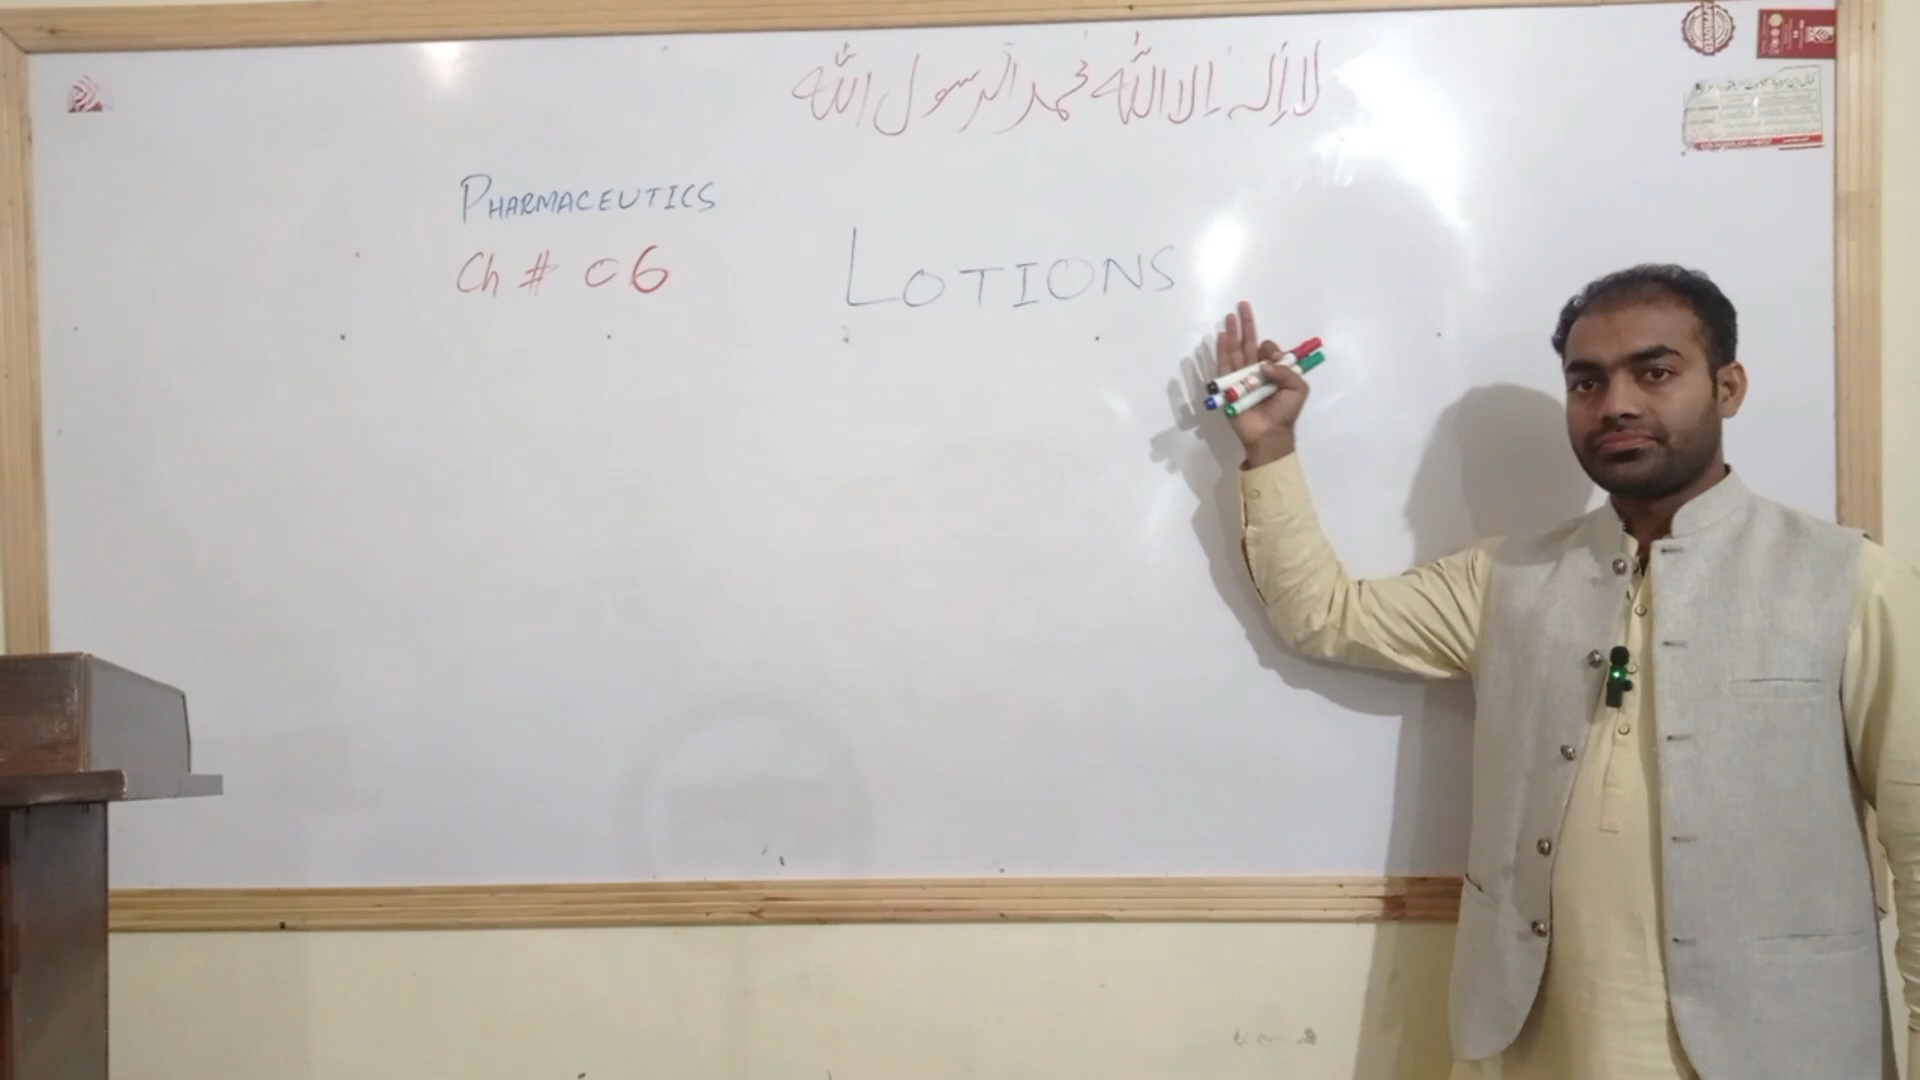 لا إله إلا الله محمد الرسول الله
PHARMACEUTICS
Ch # 06
LOTIONS